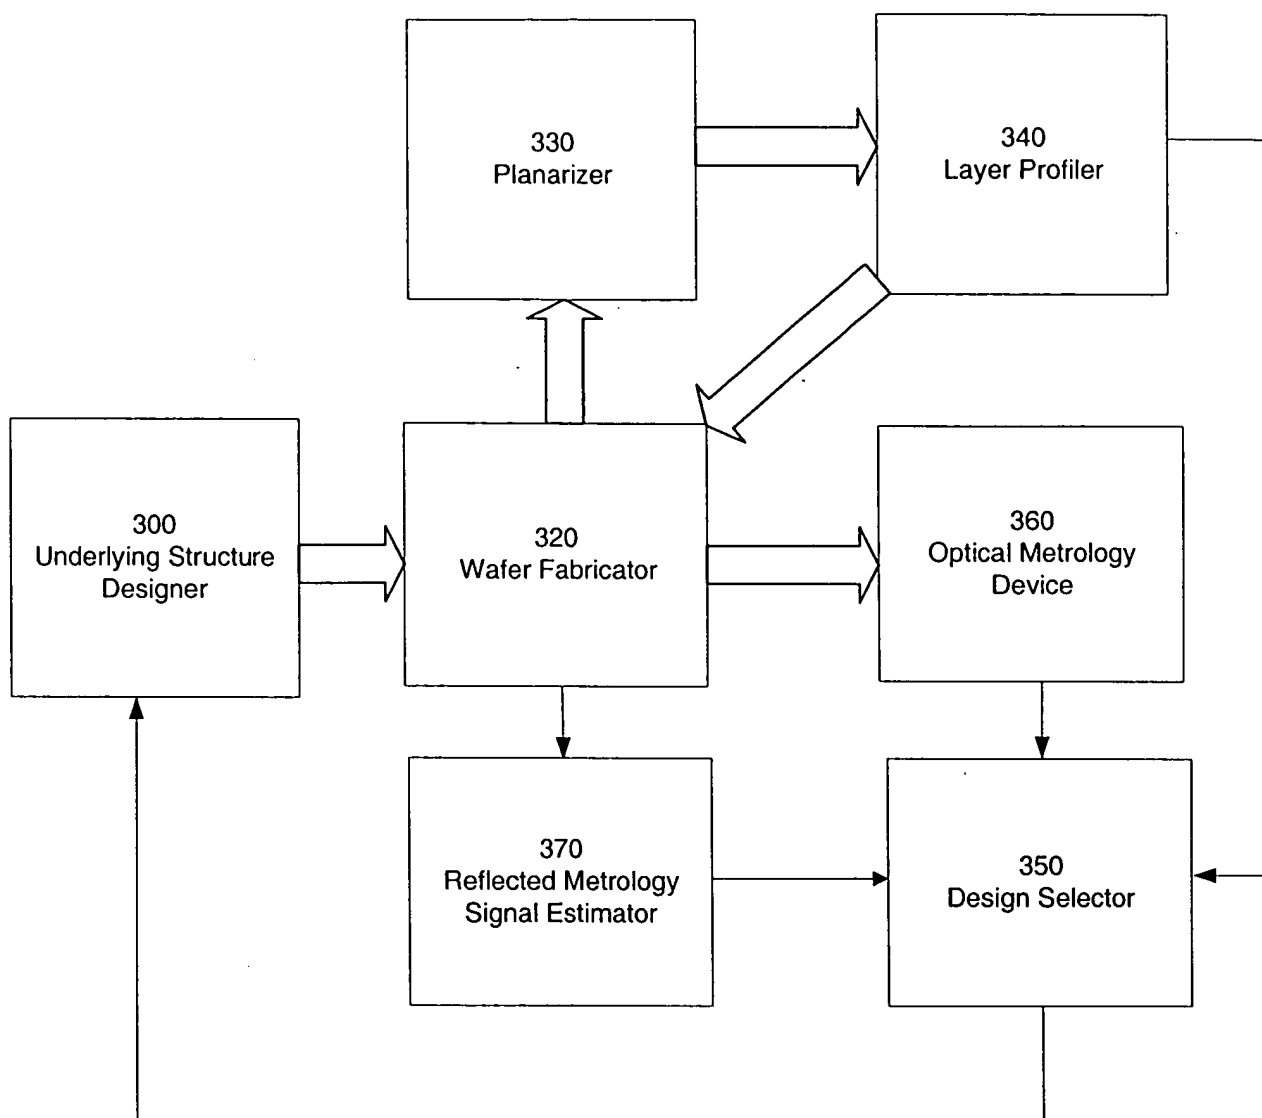 330
Planarizer
340
Layer Profiler
300
Underlying Structure
Designer
320
Wafer Fabricator
360
Optical Metrology
Device
370
Reflected Metrology
Signal Estimator
350
Design Selector